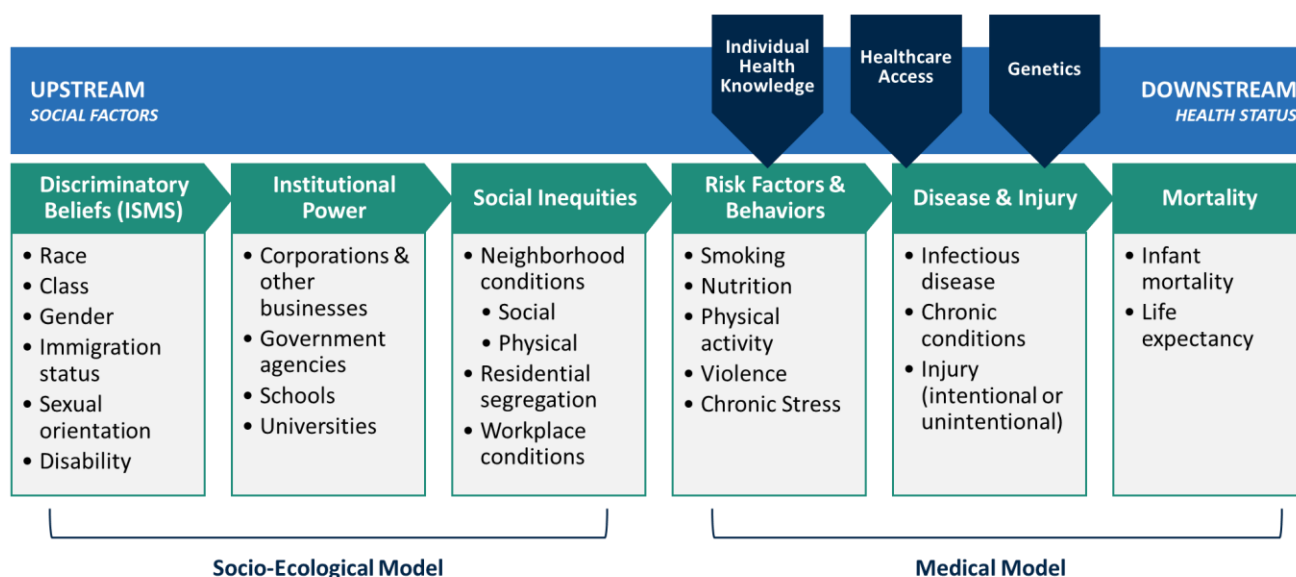 UPSTREAM
SOCIAL FACTORS
Individual
Health
Knowledge
Healthcare
Access
Genetics
DOWNSTREAM
HEALTH STATUS
Discriminatory
Beliefs (ISMS)
• Race
• Class
• Gender
• Immigration
status
• Sexual
orientation
• Disability
Institutional
Power
• Corporations &
other
businesses
• Government
agencies
• Schools
• Universities
Social Inequities
• Neighborhood
conditions
• Social
• Physical
• Residential
segregation
• Workplace
conditions
Risk Factors &
Behaviors
• Smoking
• Nutrition
• Physical
activity
• Violence
• Chronic Stress
Disease & Injury
• Infectious
disease
• Chronic
conditions
• Injury
(intentional or
unintentional)
Mortality
• Infant
mortality
• Life
expectancy
Socio-Ecological Model
Medical Model